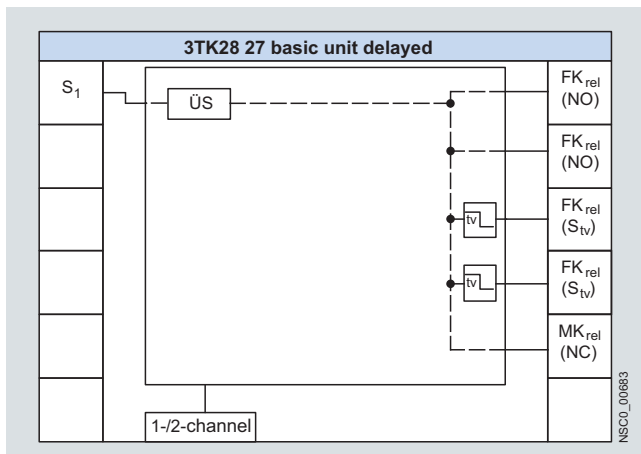 3TK28 27 basic unit delayed
S1
ÜS
FKrel
(NO)
FKrel
(NO)
tv
FKrel
(Stv)
tv
FKrel
(Stv)
MKrel
(NC)
1-/2-channel
NSC0_00683